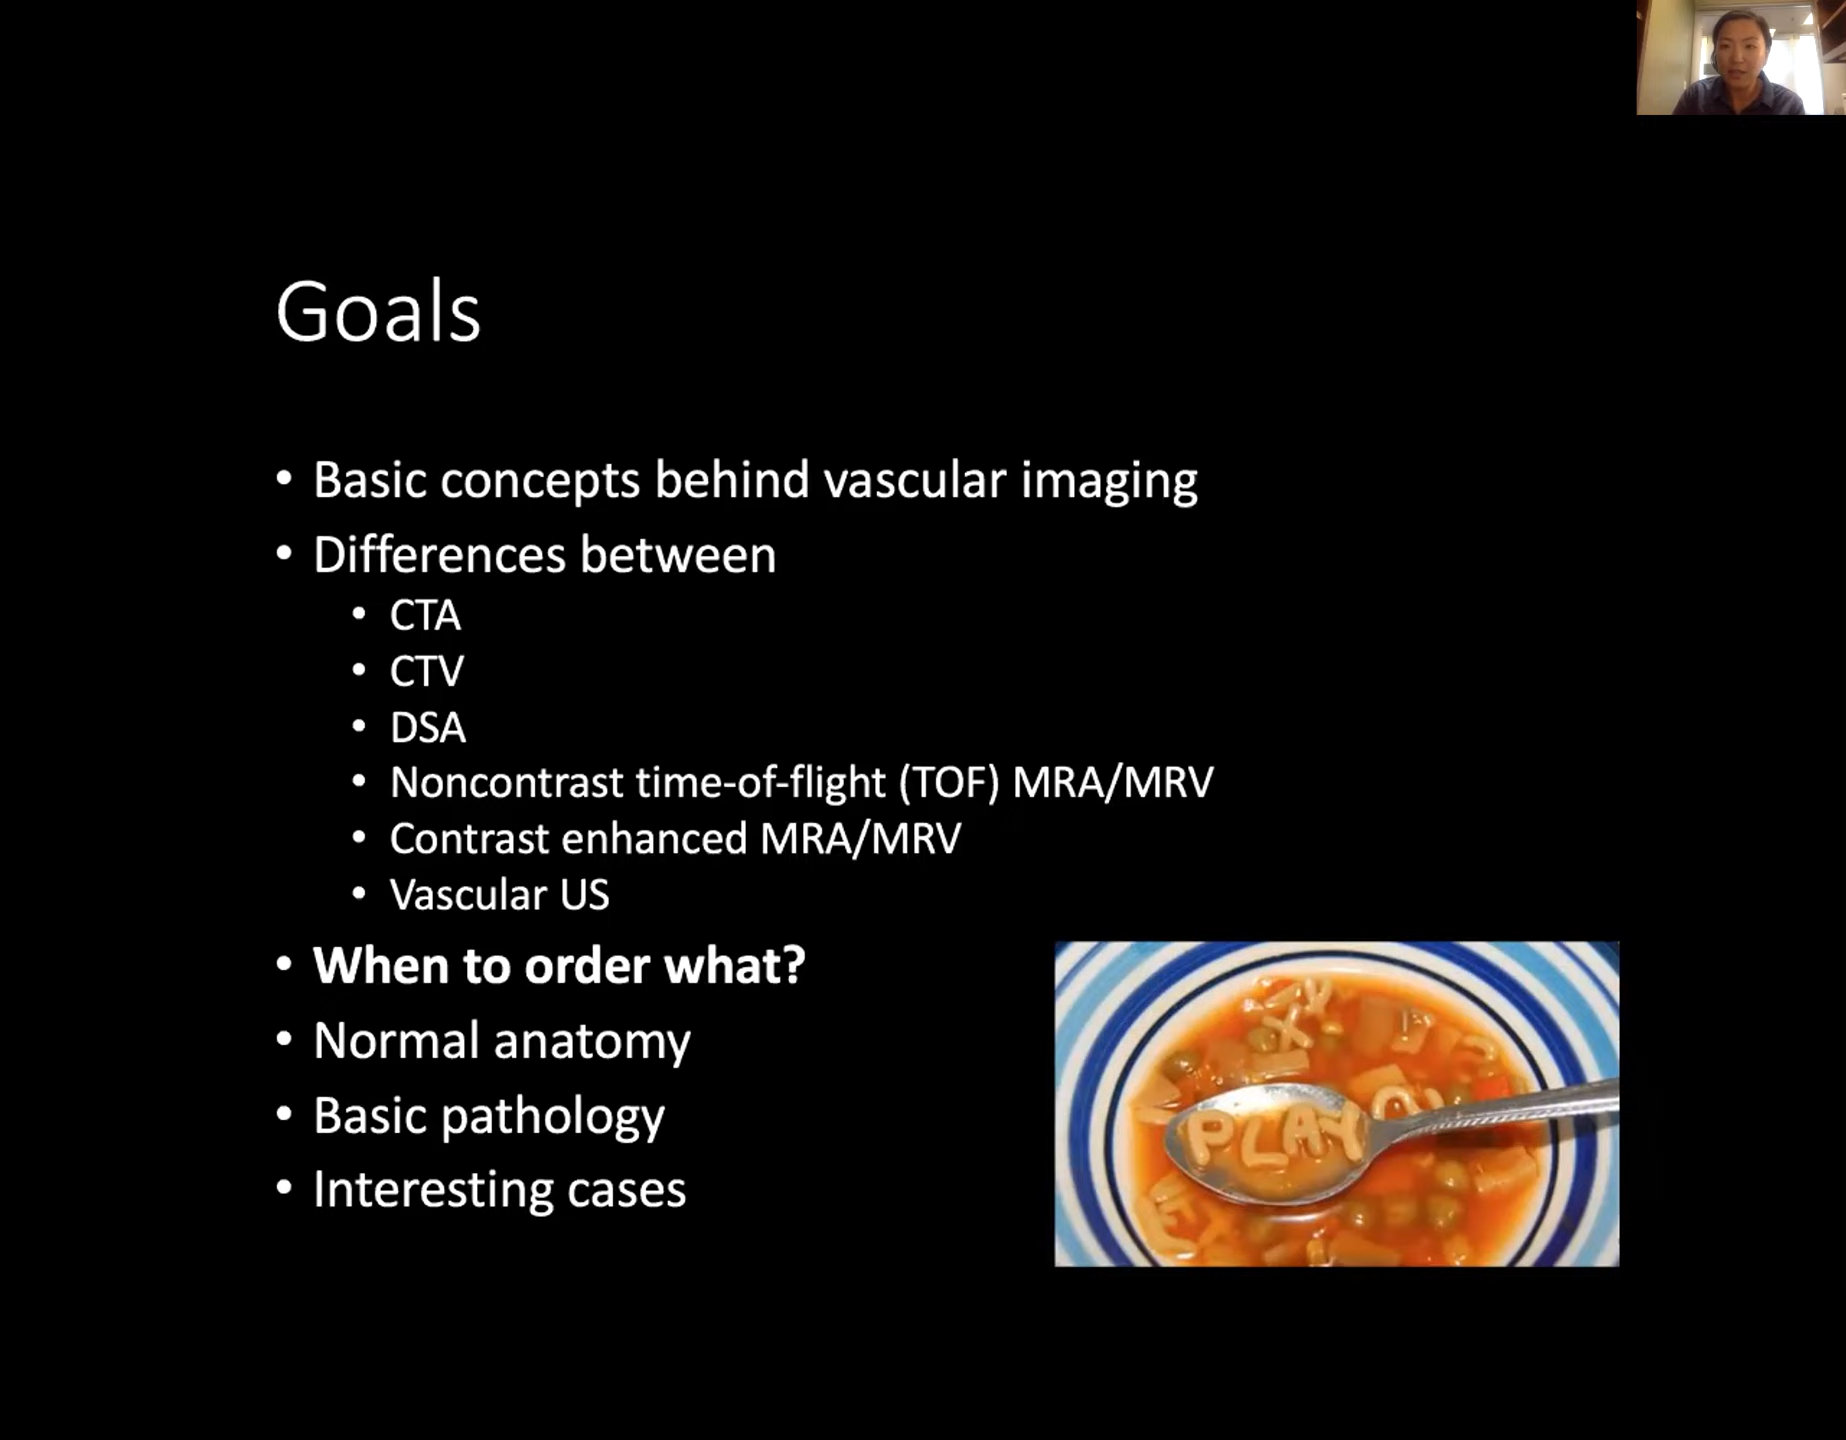 Goals
• Basic concepts behind vascular imaging
• Differences between
• CTA
• CTV
• DSA
• Noncontrast time-of-flight (TOF) MRA/MRV
• Contrast enhanced MRA/MRV
• Vascular US
• When to order what?
• Normal anatomy
• Basic pathology
• Interesting cases
PLAY